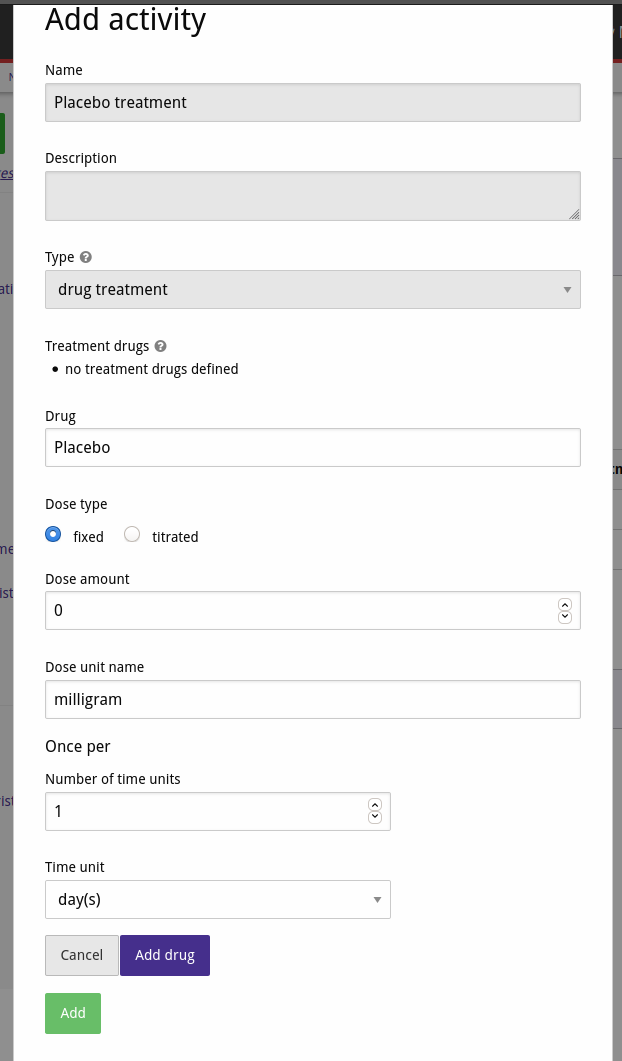 Add activity
Name
Placebo treatment
Description
Type
drug treatment
Treatment drugs
• no treatment drugs defined
Drug
Placebo
Dose type
fixed titrated
Dose amount
0
Dose unit name
milligram
Once per
Number of time units
1
Time unit
day(s)
Cancel Add drug
Add